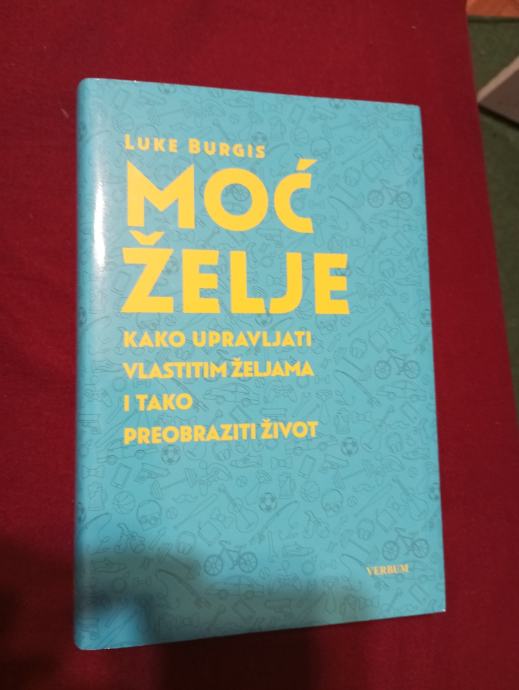 LUKE BURGIS
MOĆ
ŽELJE
KAKO UPRAVLJATI
VLASTITIM ŽELJAMA
I TAKO
PREOBRAZITI ŽIVOT
VERBUM